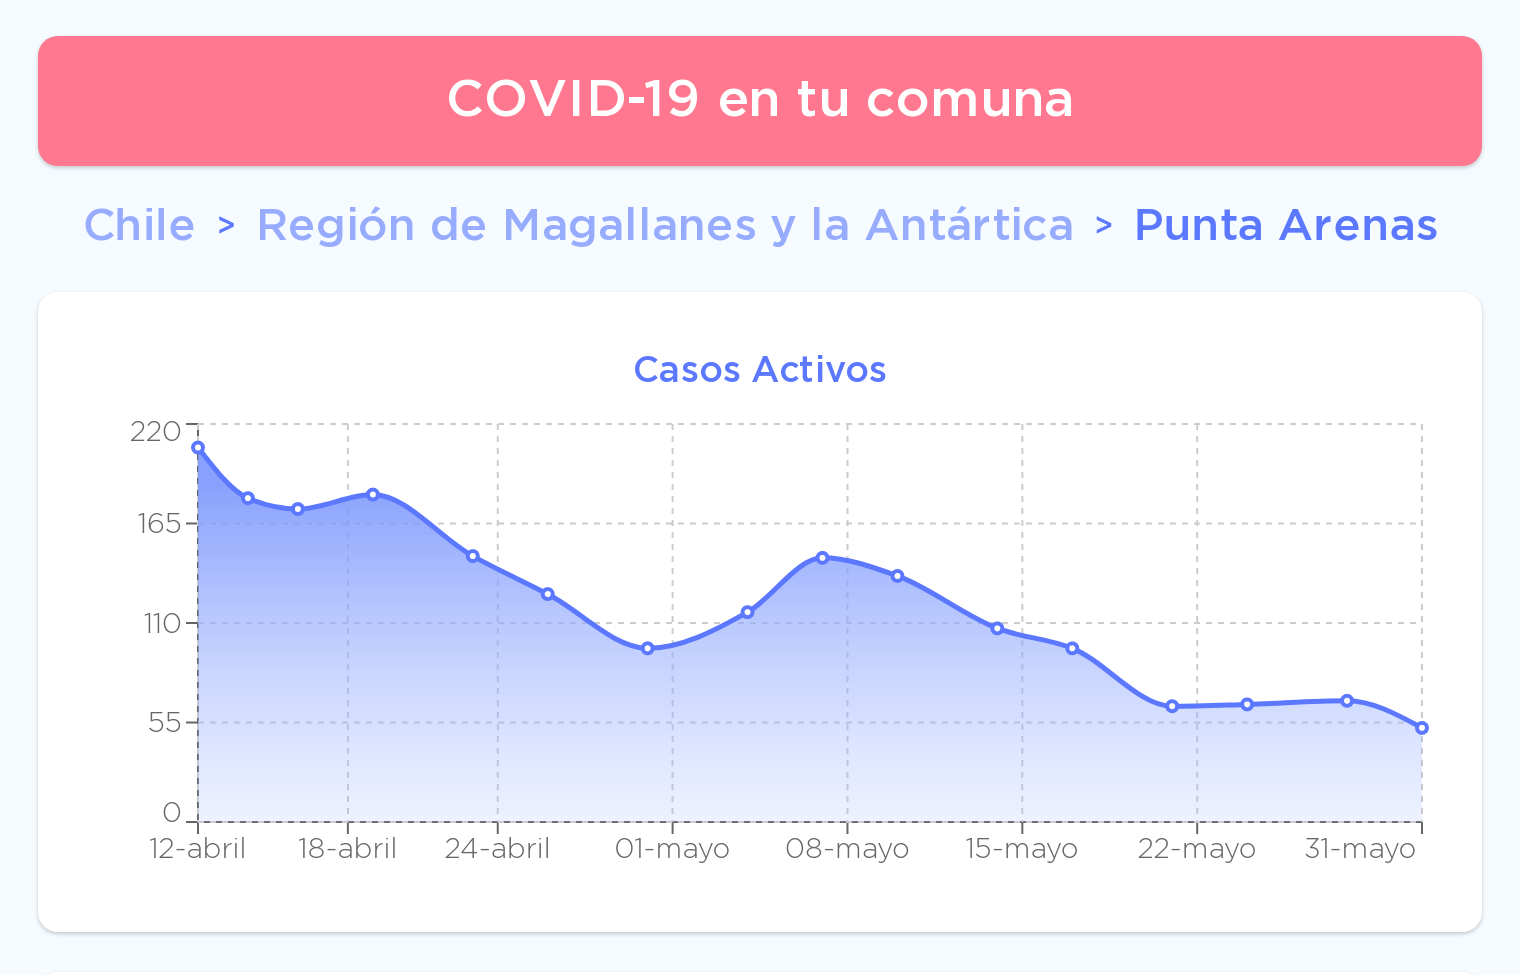 COVID-19 en tu comuna
Chile > Región de Magallanes y la Antártica > Punta Arenas
Casos Activos
220
165
110
55
0
12-abril 18-abril 24-abril 01-mayo 08-mayo 15-mayo 22-mayo 31-mayo